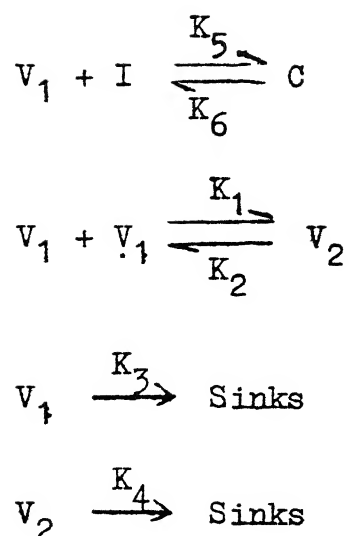 K5
V1 + I ⇌ C
K6
K1
V1 + V1 ⇌ V2
K2
K3
V1 → Sinks
K4
V2 → Sinks